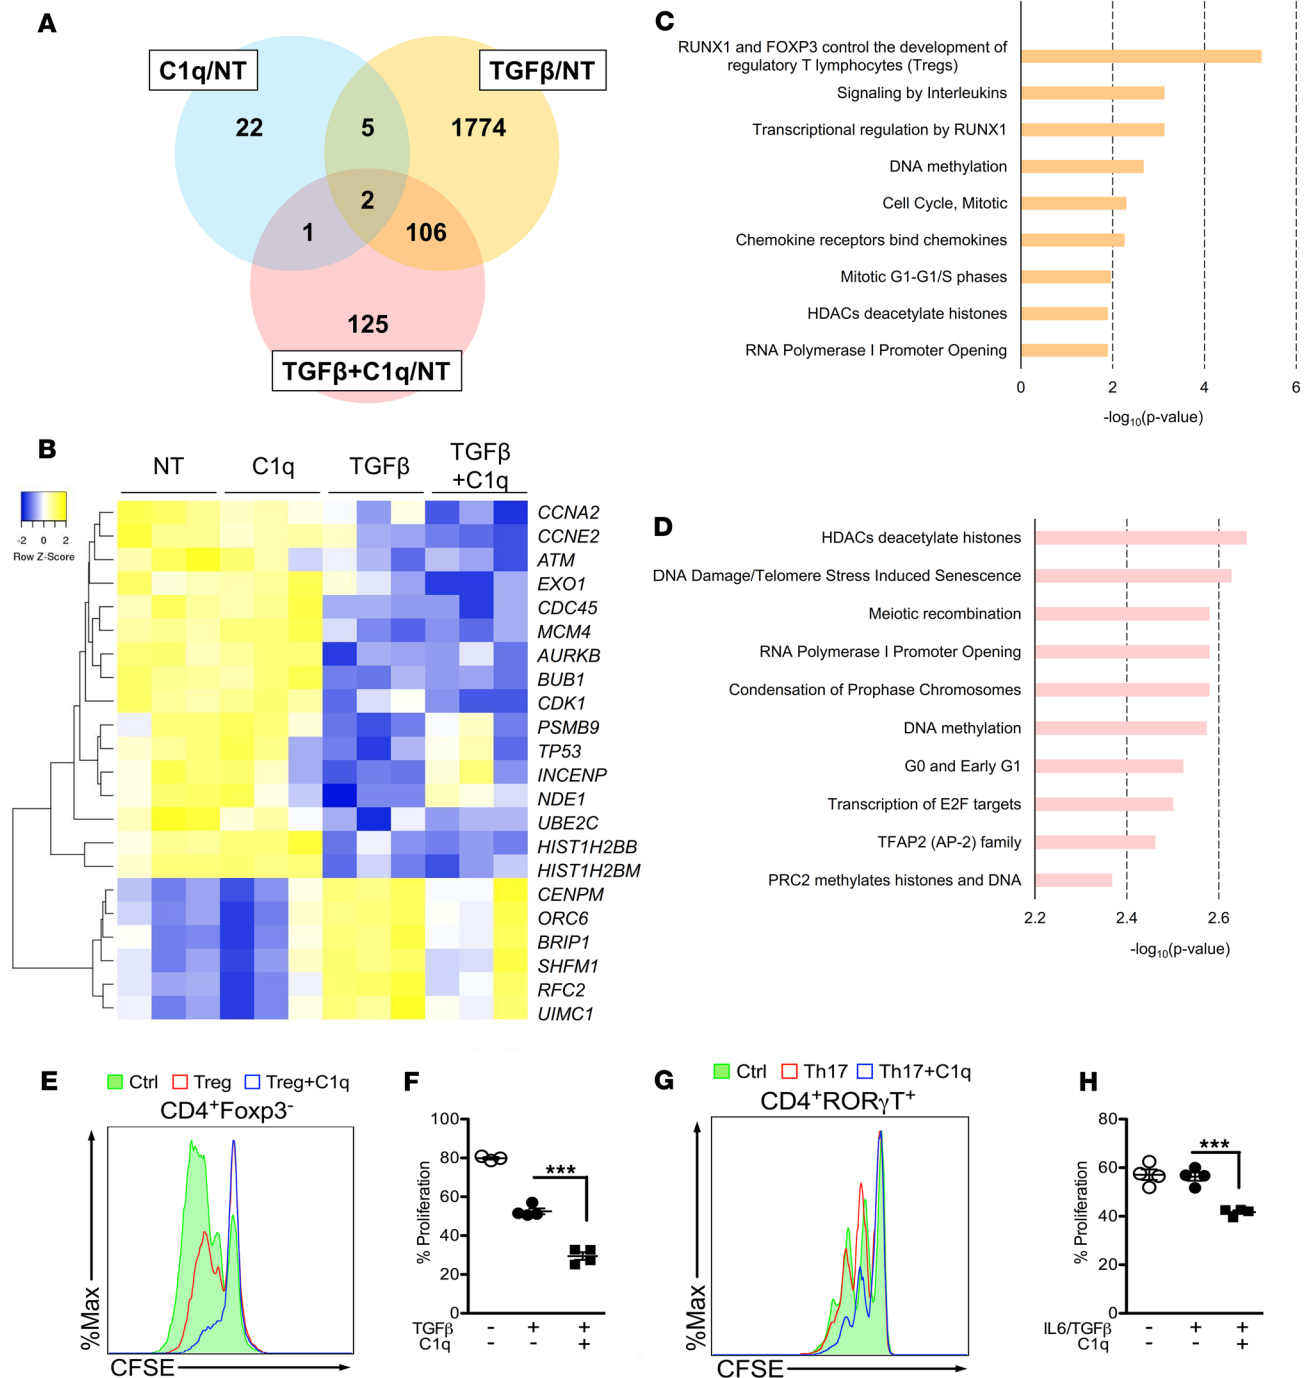 A
C1q/NT
TGFβ/NT
22
5
1774
2
1
106
125
TGFβ+C1q/NT
B
NT
C1q
TGFβ
TGFβ
+C1q
-2 0 2
Row Z-Score
CCNA2
CCNE2
ATM
EXO1
CDC45
MCM4
AURKB
BUB1
CDK1
PSMB9
TP53
INCENP
NDE1
UBE2C
HIST1H2BB
HIST1H2BM
CENPM
ORC6
BRIP1
SHFM1
RFC2
UIMC1
C
RUNX1 and FOXP3 control the development of
regulatory T lymphocytes (Tregs)
Signaling by Interleukins
Transcriptional regulation by RUNX1
DNA methylation
Cell Cycle, Mitotic
Chemokine receptors bind chemokines
Mitotic G1-G1/S phases
HDACs deacetylate histones
RNA Polymerase I Promoter Opening
0 2 4 6
-log10(p-value)
D
HDACs deacetylate histones
DNA Damage/Telomere Stress Induced Senescence
Meiotic recombination
RNA Polymerase I Promoter Opening
Condensation of Prophase Chromosomes
DNA methylation
G0 and Early G1
Transcription of E2F targets
TFAP2 (AP-2) family
PRC2 methylates histones and DNA
2.2 2.4 2.6
-log10(p-value)
E
Ctrl Treg Treg+C1q
CD4+Foxp3-
%Max
CFSE
F
% Proliferation
100
80
60
40
20
0
***
TGFβ - + +
C1q - - +
G
Ctrl Th17 Th17+C1q
CD4+RORγT+
%Max
CFSE
H
% Proliferation
80
60
40
20
0
***
IL6/TGFβ - + +
C1q - - +